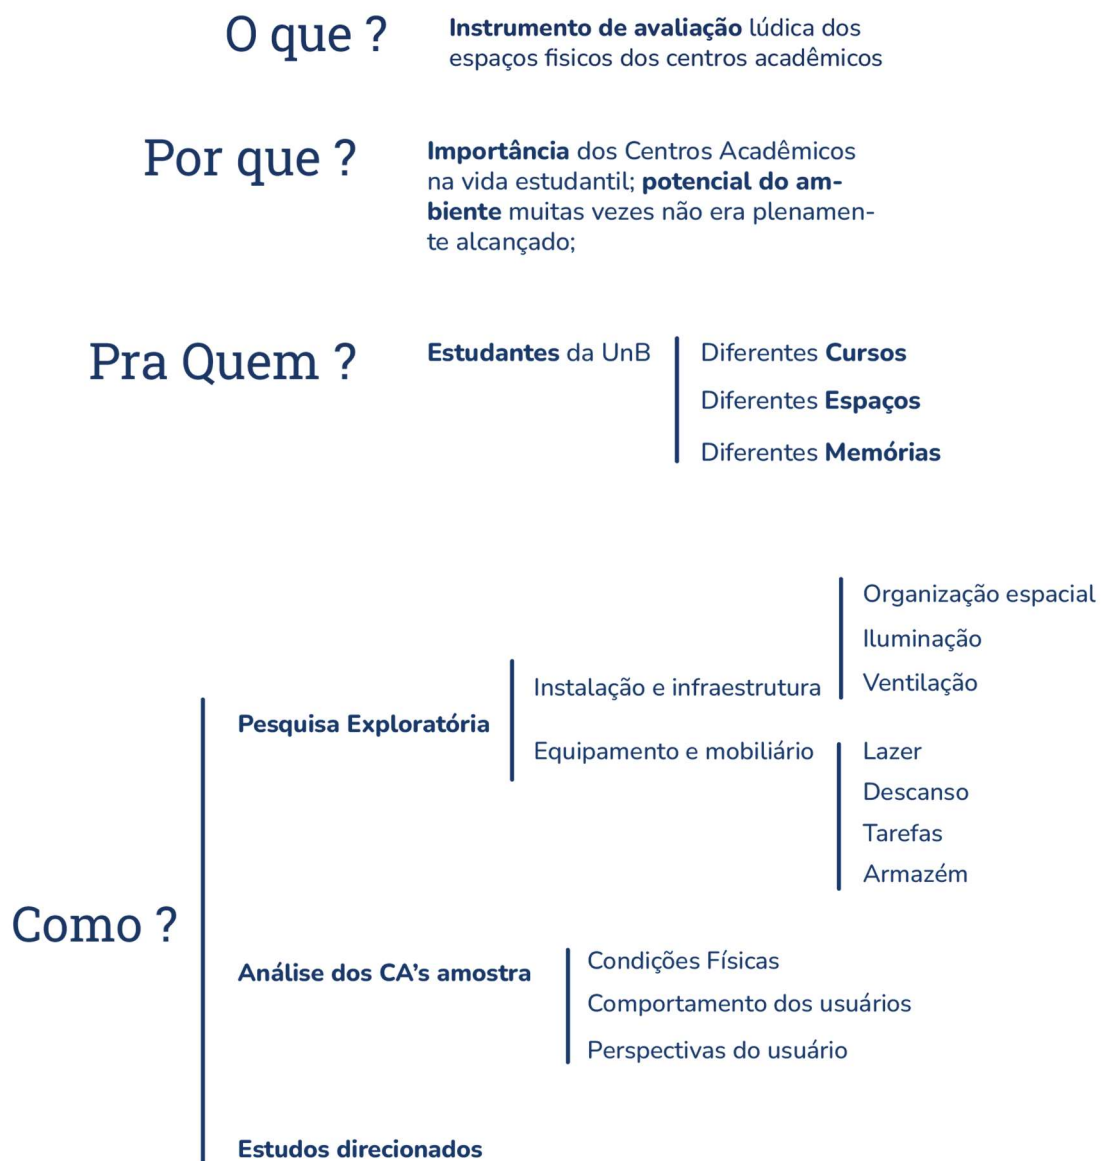 O que ?
Instrumento de avaliação lúdica dos
espaços fisicos dos centros acadêmicos
Por que ?
Importância dos Centros Acadêmicos
na vida estudantil; potencial do am-
biente muitas vezes não era plenamen-
te alcançado;
Pra Quem ?
Estudantes da UnB
Diferentes Cursos
Diferentes Espaços
Diferentes Memórias
Como ?
Pesquisa Exploratória
Instalação e infraestrutura
Organização espacial
Iluminação
Ventilação
Equipamento e mobiliário
Lazer
Descanso
Tarefas
Armazém
Análise dos CA’s amostra
Condições Físicas
Comportamento dos usuários
Perspectivas do usuário
Estudos direcionados